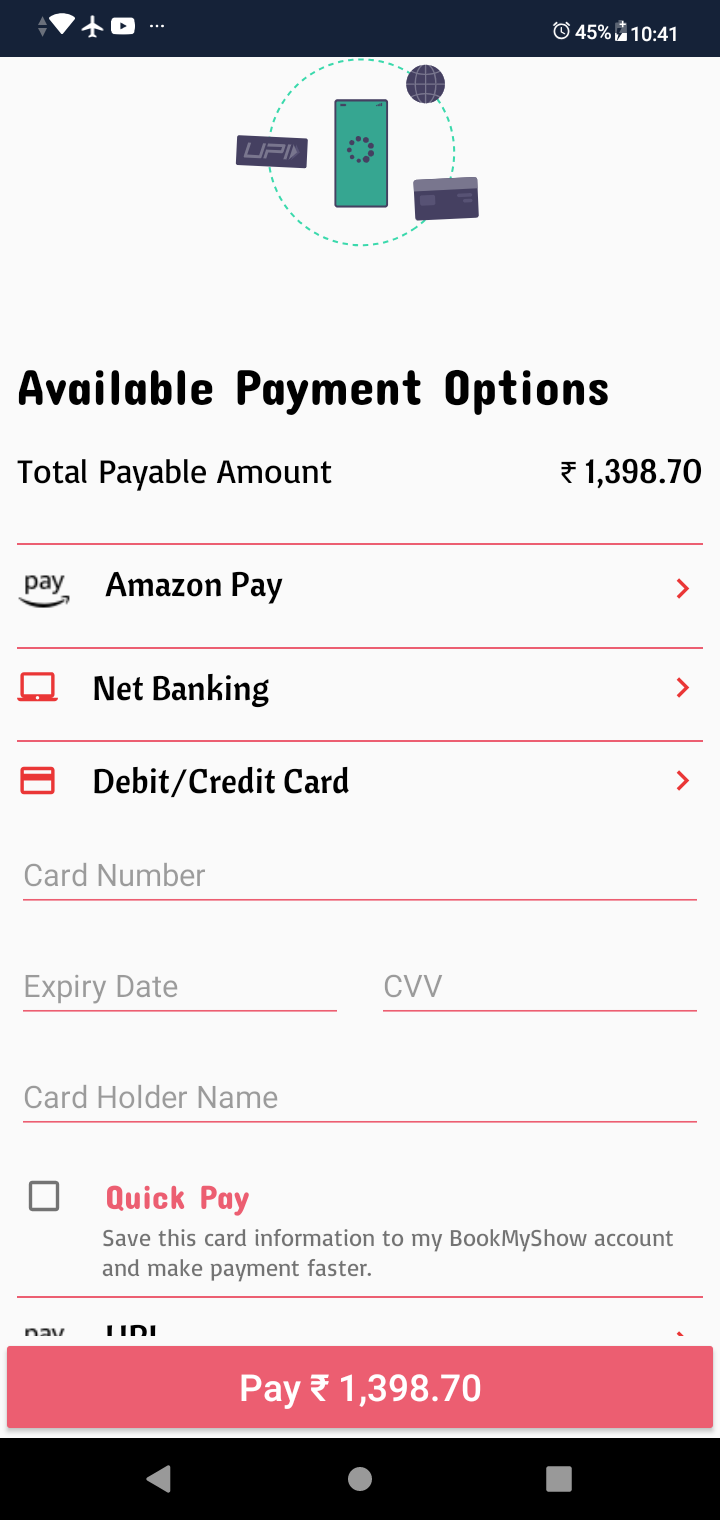 45% 10:41
UPI
Available Payment Options
Total Payable Amount ₹ 1,398.70
pay Amazon Pay
Net Banking
Debit/Credit Card
Card Number
Expiry Date CVV
Card Holder Name
Quick Pay
Save this card information to my BookMyShow account
and make payment faster.
pay UPI
Pay ₹ 1,398.70